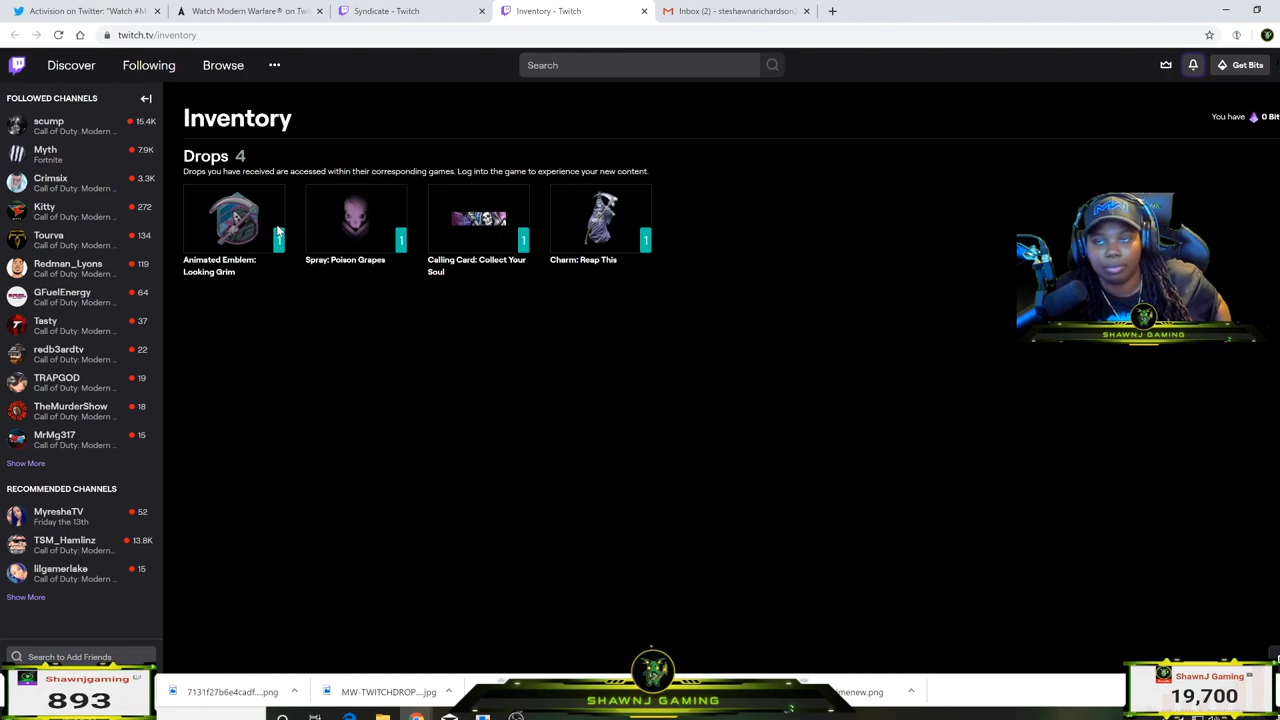 Activision on Twitter: "Watch #M
Watch Modern Warfare® on Twi
Syndicate - Twitch
Inventory - Twitch
Inbox (2) - steshawnrichardson
twitch.tv/inventory
Discover
Following
Browse
Search
Get Bits
FOLLOWED CHANNELS
scump 15.4K
Call of Duty: Modern ...
Myth 7.9K
Fortnite
Crimsix 3.3K
Call of Duty: Modern ...
Kitty 272
Call of Duty: Modern ...
Tourva 134
Call of Duty: Modern ...
Redman_Lyons 119
Call of Duty: Modern ...
GFuelEnergy 64
Call of Duty: Modern ...
Tasty 37
Call of Duty: Modern ...
redb3ardtv 22
Call of Duty: Modern ...
TRAPGOD 19
Call of Duty: Modern ...
TheMurderShow 18
Call of Duty: Modern ...
MrMg317 15
Call of Duty: Modern ...
Show More
RECOMMENDED CHANNELS
MyreshaTV 52
Friday the 13th
TSM_Hamlinz 13.8K
Call of Duty: Modern...
lilgamerlake 15
Call of Duty: Modern ...
Show More
Search to Add Friends
Inventory
You have 0 Bit
Drops 4
Drops you have received are accessed within their corresponding games. Log into the game to experience your new content.
1
1
1
1
Animated Emblem:
Looking Grim
Spray: Poison Grapes
Calling Card: Collect Your
Soul
Charm: Reap This
SHAWNJ GAMING
Shawnjgaming
893
7131f27b6e4cadf....png
MW-TWITCHDROP....jpg
menew.png
SHAWNJ GAMING
ShawnJ Gaming
19,700